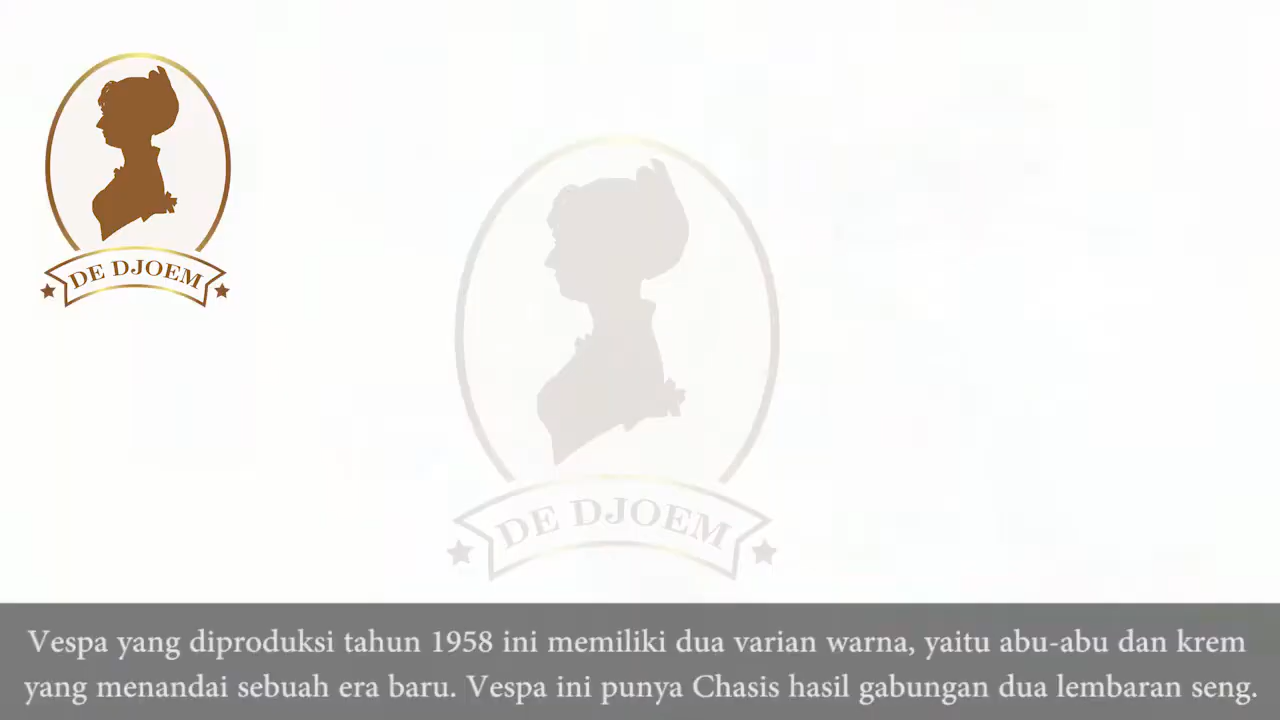 DE DJOEM
DE DJOEM
Vespa yang diproduksi tahun 1958 ini memiliki dua varian warna, yaitu abu-abu dan krem
yang menandai sebuah era baru. Vespa ini punya Chasis hasil gabungan dua lembaran seng.